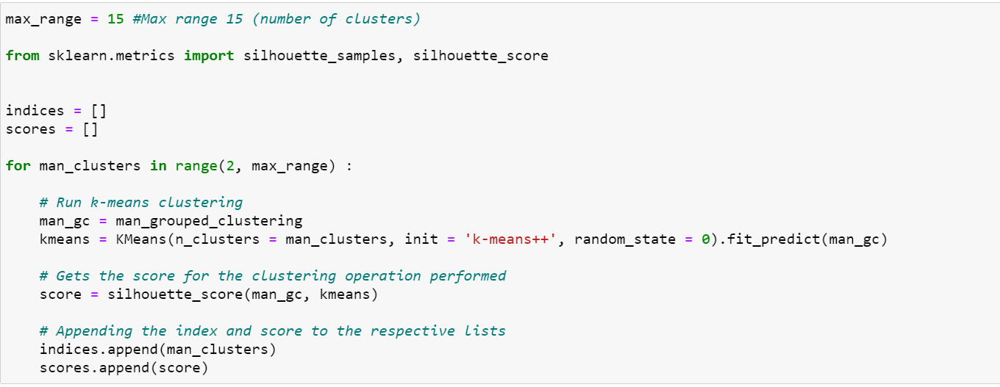 max_range = 15 #Max range 15 (number of clusters)
from sklearn.metrics import silhouette_samples, silhouette_score
indices = []
scores = []
for man_clusters in range(2, max_range) :
    # Run k-means clustering
    man_gc = man_grouped_clustering
    kmeans = KMeans(n_clusters = man_clusters, init = 'k-means++', random_state = 0).fit_predict(man_gc)
    # Gets the score for the clustering operation performed
    score = silhouette_score(man_gc, kmeans)
    # Appending the index and score to the respective lists
    indices.append(man_clusters)
    scores.append(score)